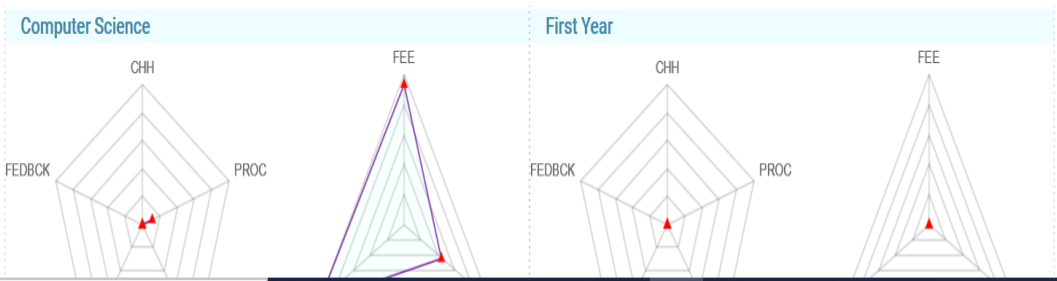 Computer Science
First Year
CHH
FEE
CHH
FEE
FEDBCK
PROC
FEDBCK
PROC